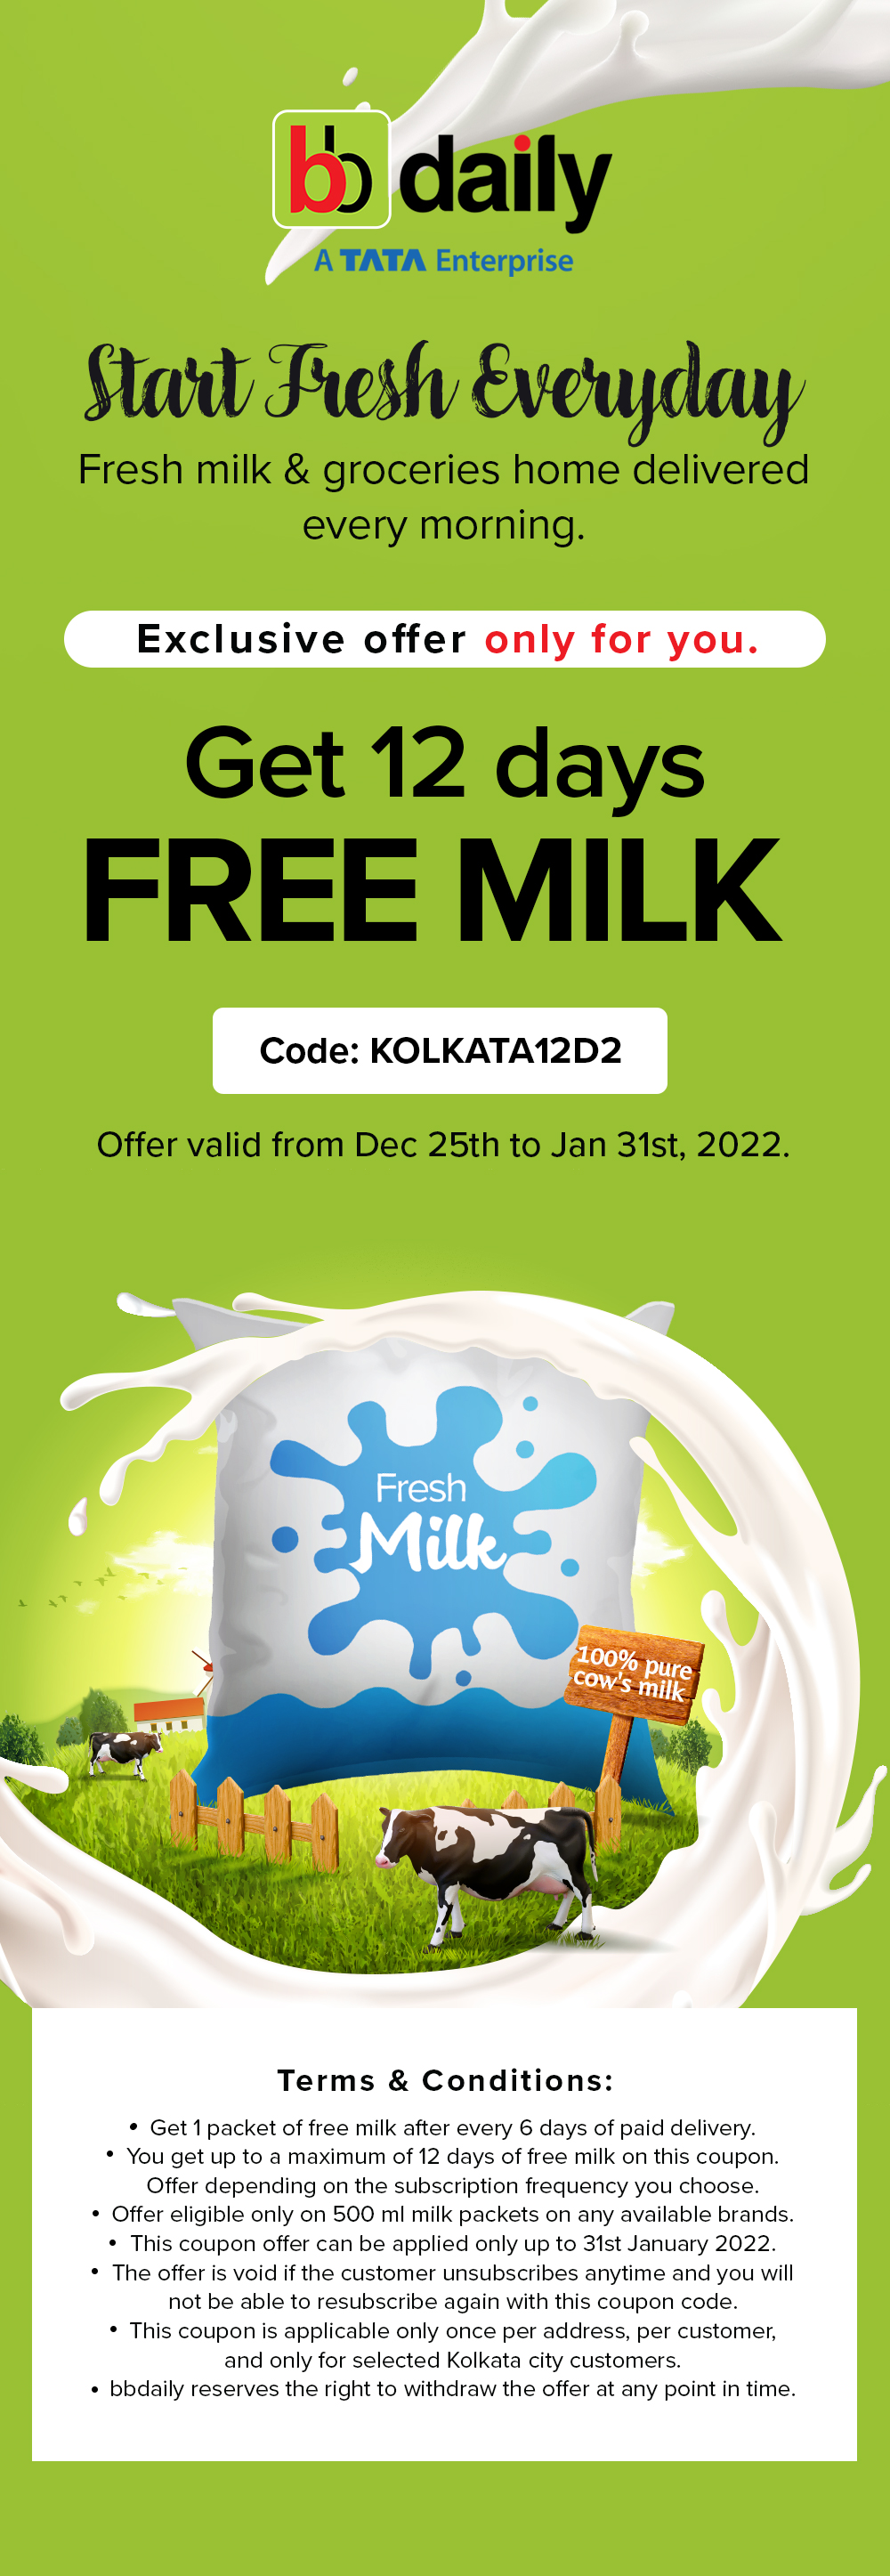 bb daily
A TATA Enterprise
Start Fresh Everyday
Fresh milk & groceries home delivered
every morning.
Exclusive offer only for you.
Get 12 days
FREE MILK
Code: KOLKATA12D2
Offer valid from Dec 25th to Jan 31st, 2022.
Fresh
Milk
100% pure
cow's milk
Terms & Conditions:
• Get 1 packet of free milk after every 6 days of paid delivery.
• You get up to a maximum of 12 days of free milk on this coupon.
Offer depending on the subscription frequency you choose.
• Offer eligible only on 500 ml milk packets on any available brands.
• This coupon offer can be applied only up to 31st January 2022.
• The offer is void if the customer unsubscribes anytime and you will
not be able to resubscribe again with this coupon code.
• This coupon is applicable only once per address, per customer,
and only for selected Kolkata city customers.
• bbdaily reserves the right to withdraw the offer at any point in time.